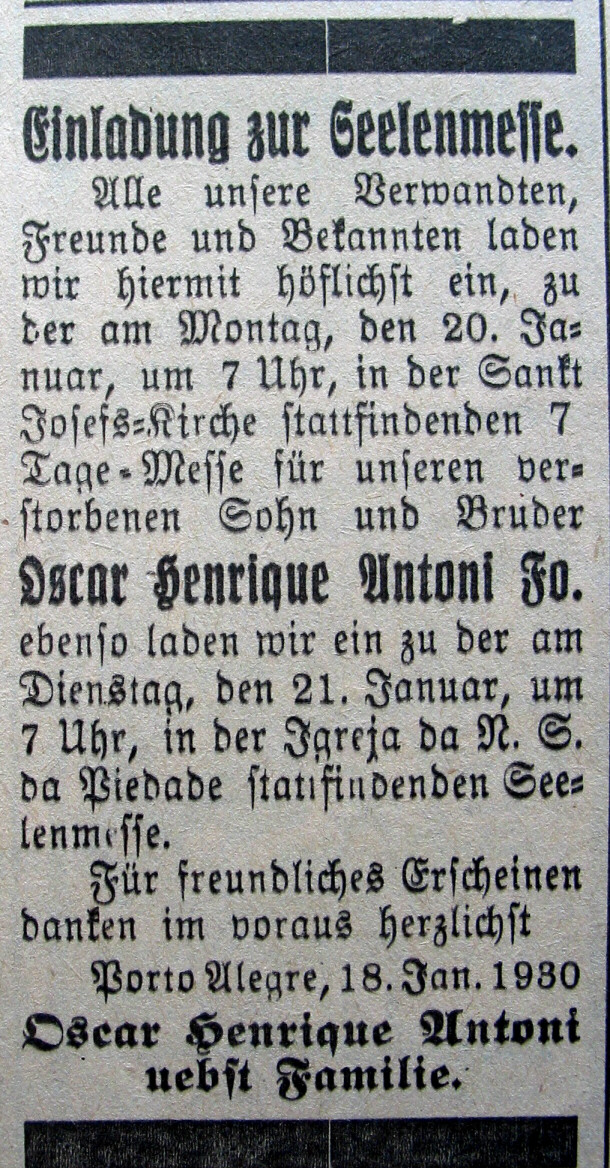 Einladung zur Seelenmesse.
Alle unsere Verwandten,
Freunde und Bekannten laden
wir hiermit höflichst ein, zu
der am Montag, den 20. Ja-
nuar, um 7 Uhr, in der Sankt
Josefs-Kirche stattfindenden 7
Tage-Messe für unseren ver-
storbenen Sohn und Bruder
Oscar Henrique Antoni Fo.
ebenso laden wir ein zu der am
Dienstag, den 21. Januar, um
7 Uhr, in der Igreja da N. S.
da Piedade stattfindenden See-
lenmesse.
Für freundliches Erscheinen
danken im voraus herzlichst
Porto Alegre, 18. Jan. 1930
Oscar Henrique Antoni
nebst Familie.